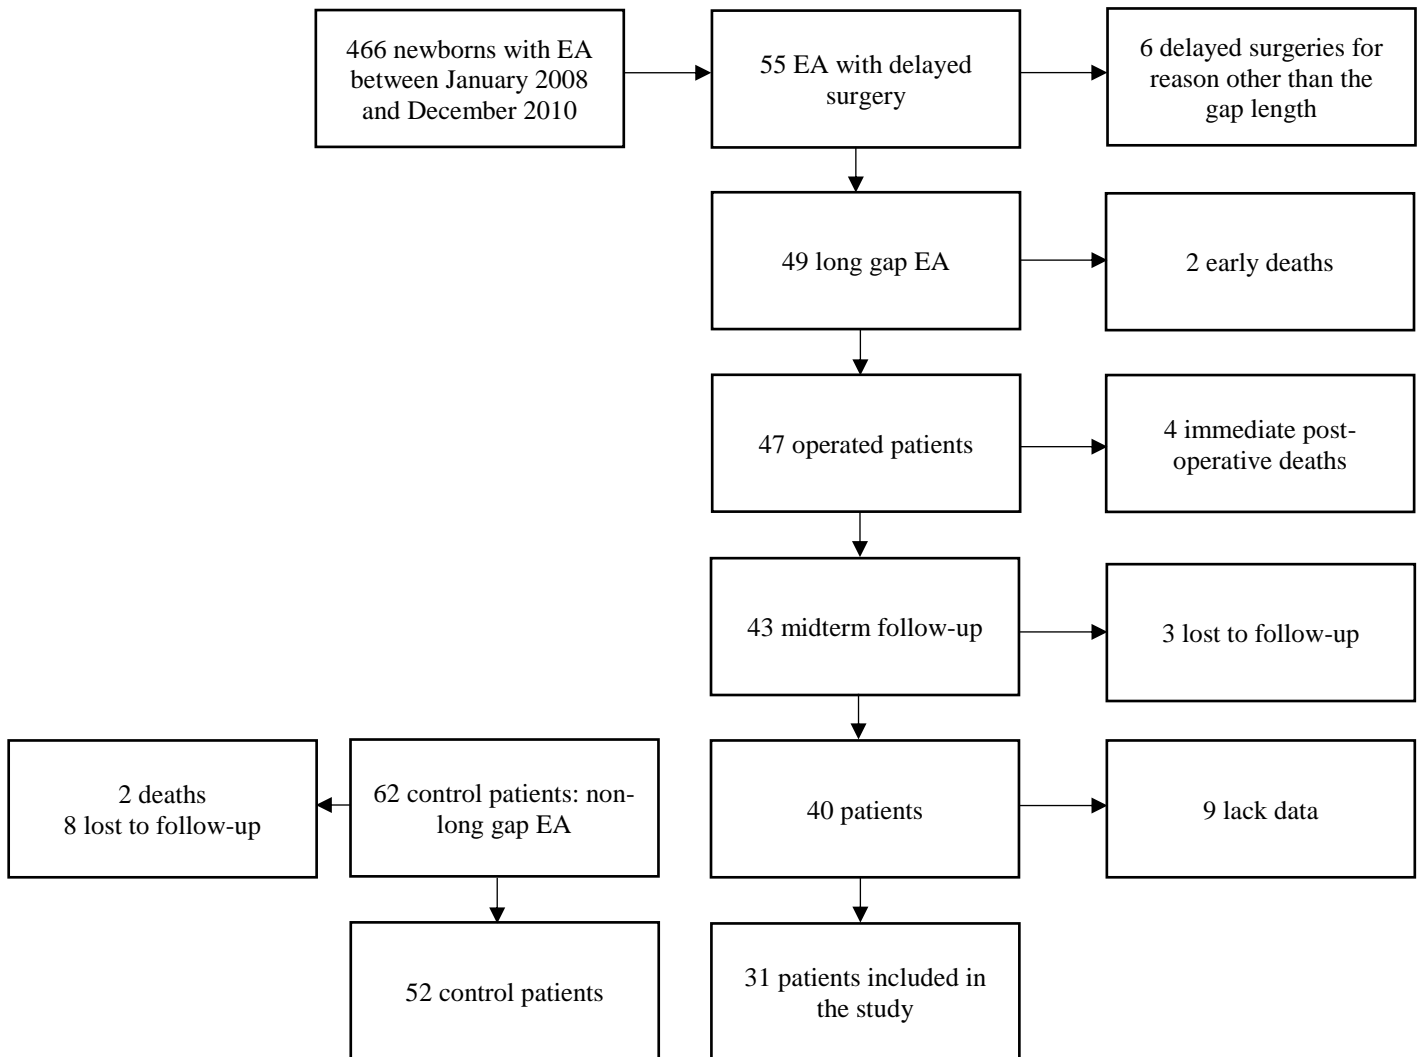 466 newborns with EA
between January 2008
and December 2010
55 EA with delayed
surgery
6 delayed surgeries for
reason other than the
gap length
49 long gap EA
2 early deaths
47 operated patients
4 immediate post-
operative deaths
43 midterm follow-up
3 lost to follow-up
2 deaths
8 lost to follow-up
62 control patients: non-
long gap EA
40 patients
9 lack data
52 control patients
31 patients included in
the study